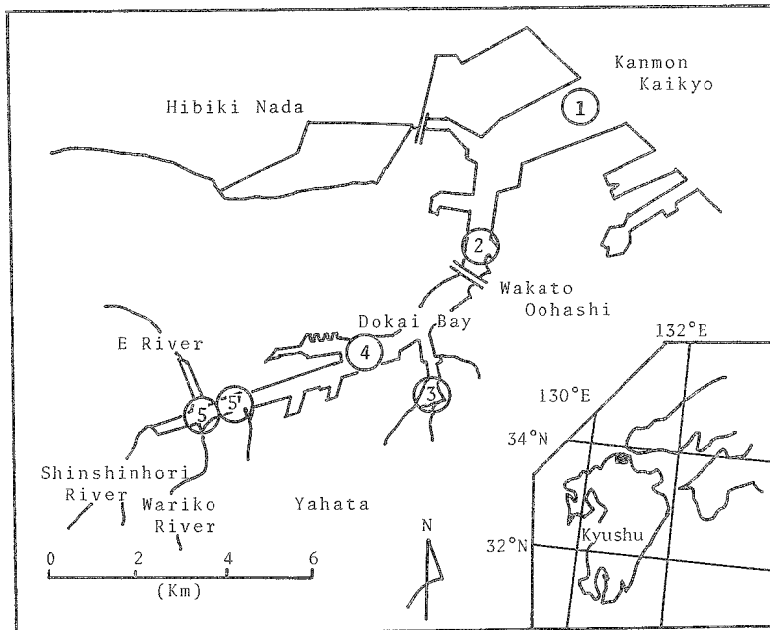 Kanmon
Kaikyo
Hibiki Nada
1
2
Wakato
Oohashi
Dokai Bay
E River
4
3
5
5'
Shinshinhori
River
Wariko
River
Yahata
N
0 2 4 6
(Km)
132°E
130°E
34°N
32°N
Kyushu